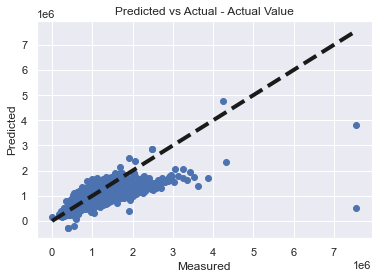 Predicted vs Actual - Actual Value
1e6
7
6
5
4
3
2
1
0
Predicted
0 1 2 3 4 5 6 7
Measured
1e6